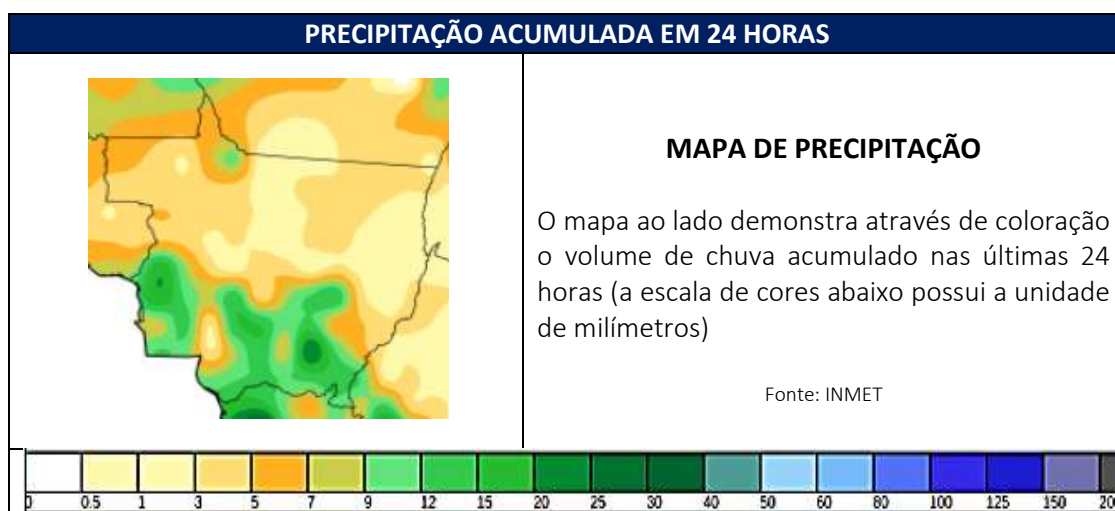 PRECIPITAÇÃO ACUMULADA EM 24 HORAS
MAPA DE PRECIPITAÇÃO
O mapa ao lado demonstra através de coloração
o volume de chuva acumulado nas últimas 24
horas (a escala de cores abaixo possui a unidade
de milímetros)
Fonte: INMET
0 0.5 1 3 5 7 9 12 15 20 25 30 40 50 60 80 100 125 150